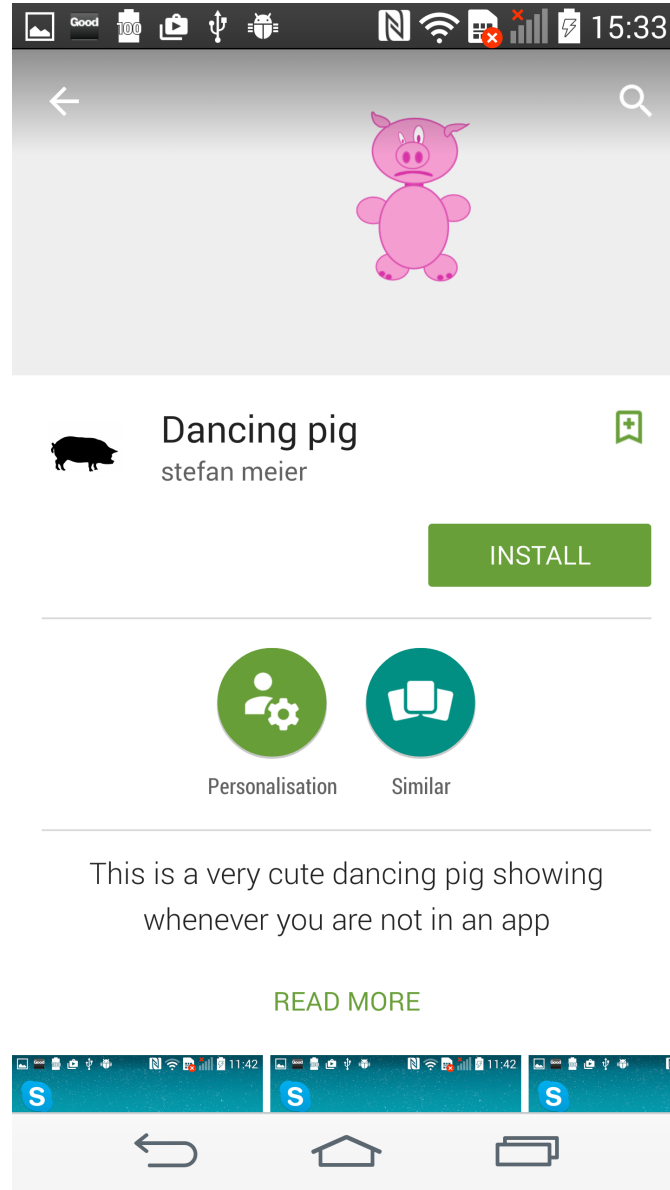 Good
100
15:33
Dancing pig
stefan meier
INSTALL
Personalisation
Similar
This is a very cute dancing pig showing
whenever you are not in an app
READ MORE
11:42
11:42
S
S
S